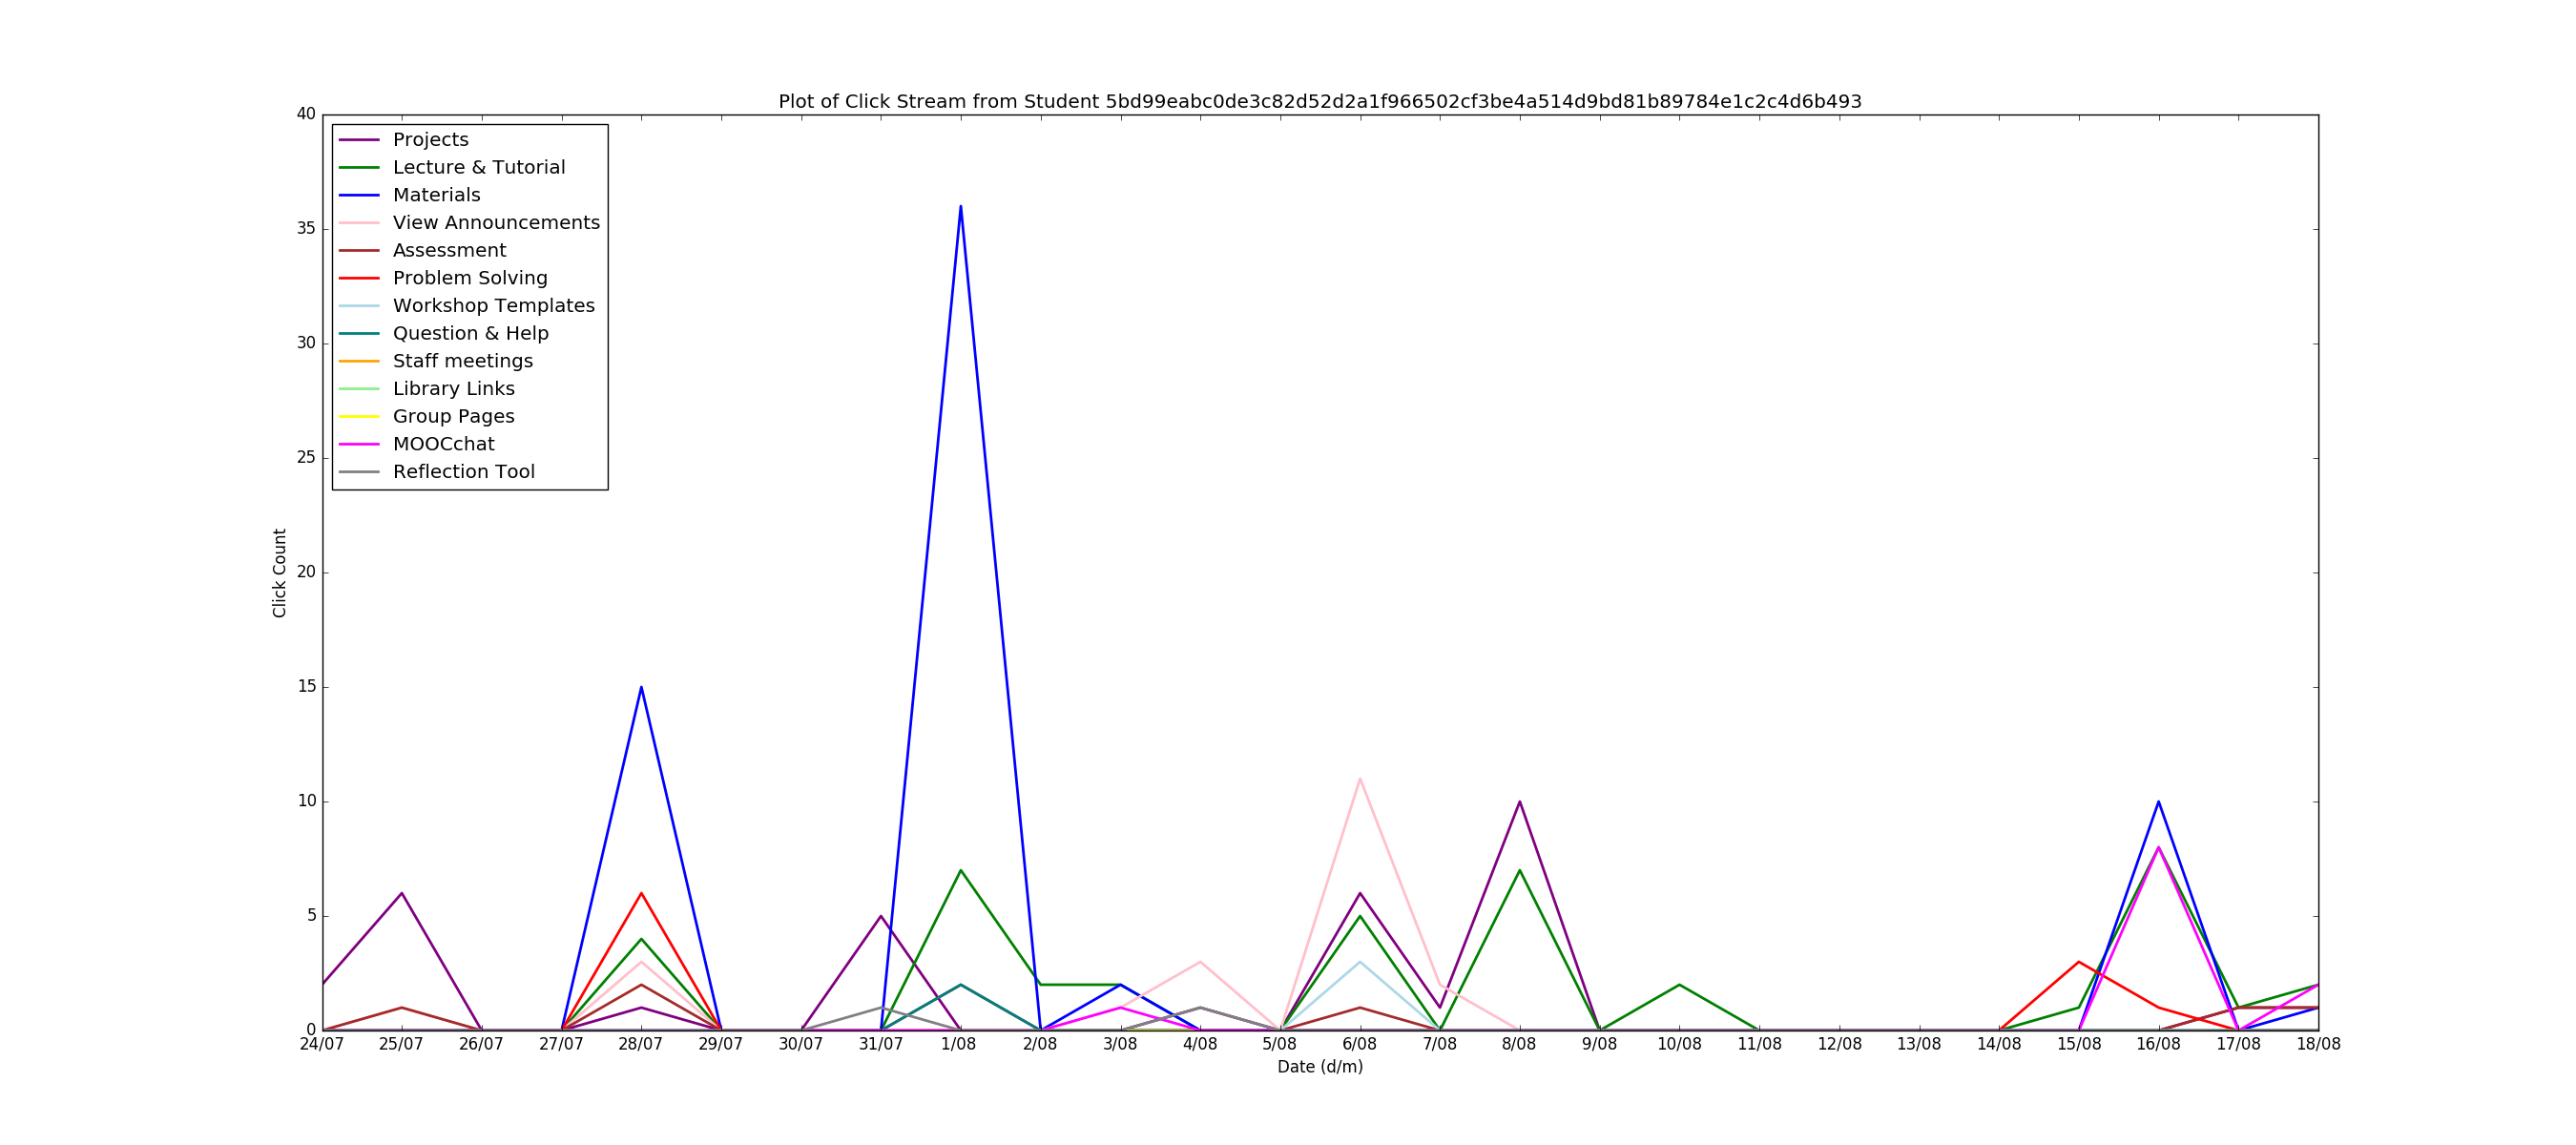 Plot of Click Stream from Student 5bd99eabc0de3c82d52d2a1f966502cf3be4a514d9bd81b89784e1c2c4d6b493
40
35
30
25
20
15
10
5
0
Click Count
Projects
Lecture & Tutorial
Materials
View Announcements
Assessment
Problem Solving
Workshop Templates
Question & Help
Staff meetings
Library Links
Group Pages
MOOCchat
Reflection Tool
24/07 25/07 26/07 27/07 28/07 29/07 30/07 31/07 1/08 2/08 3/08 4/08 5/08 6/08 7/08 8/08 9/08 10/08 11/08 12/08 13/08 14/08 15/08 16/08 17/08 18/08
Date (d/m)